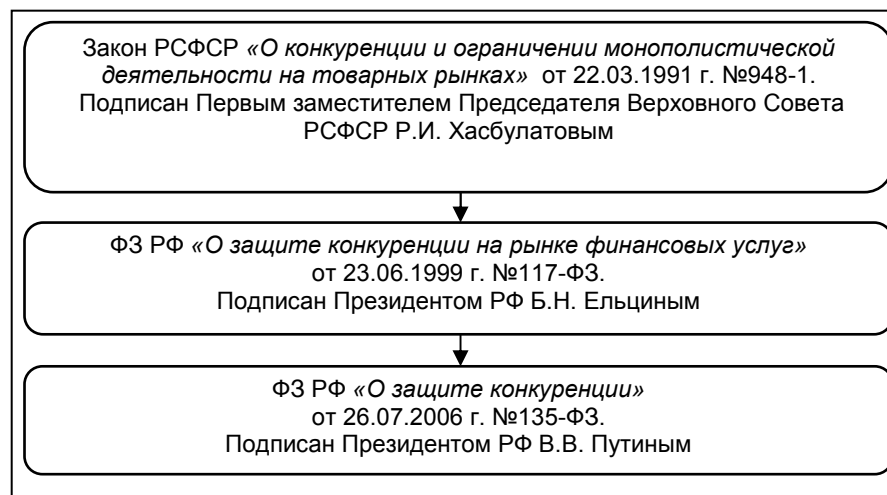 Закон РСФСР «О конкуренции и ограничении монополистической
деятельности на товарных рынках» от 22.03.1991 г. №948-1.
Подписан Первым заместителем Председателя Верховного Совета
РСФСР Р.И. Хасбулатовым
ФЗ РФ «О защите конкуренции на рынке финансовых услуг»
от 23.06.1999 г. №117-ФЗ.
Подписан Президентом РФ Б.Н. Ельциным
ФЗ РФ «О защите конкуренции»
от 26.07.2006 г. №135-ФЗ.
Подписан Президентом РФ В.В. Путиным